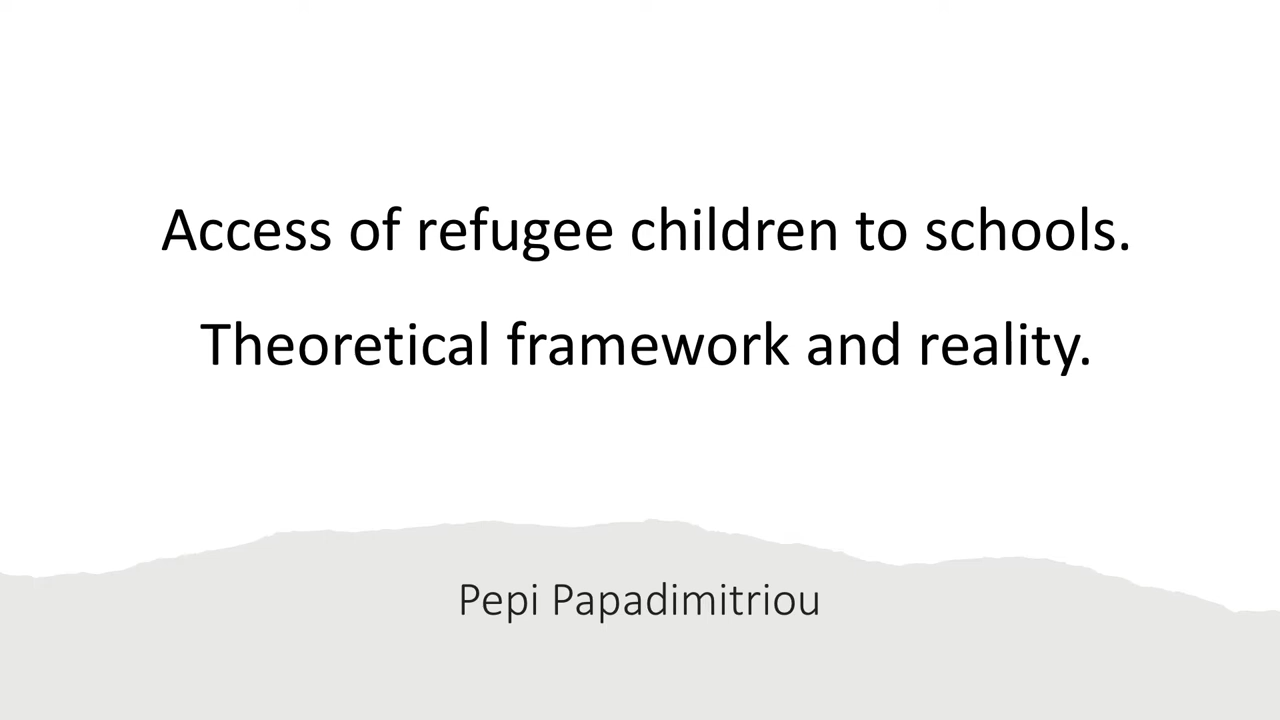 Access of refugee children to schools.
Theoretical framework and reality.
Pepi Papadimitriou